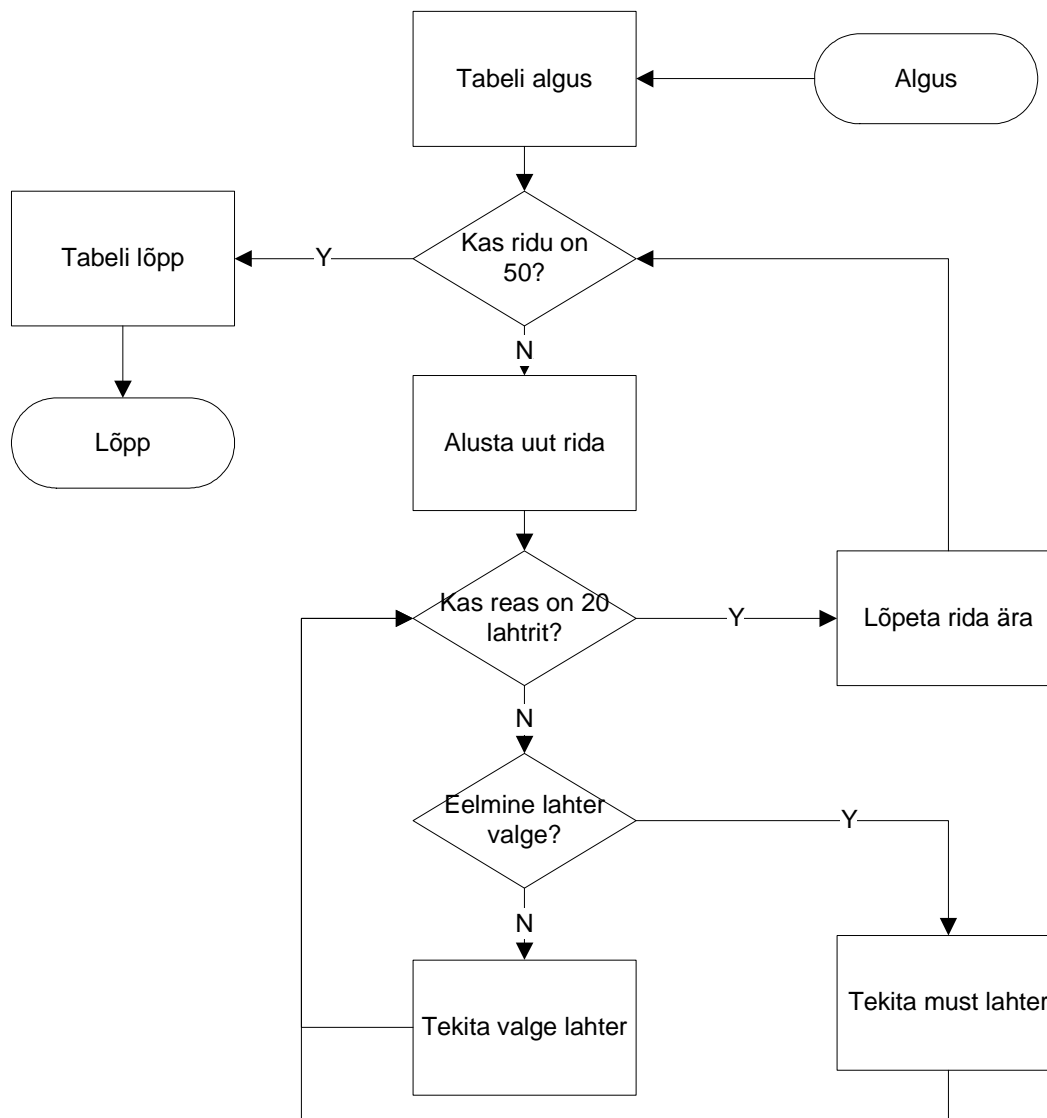 Tabeli algus
Algus
Kas ridu on
50?
Y
Tabeli lõpp
N
Lõpp
Alusta uut rida
Kas reas on 20
lahtrit?
Y
Lõpeta rida ära
N
Eelmine lahter
valge?
Y
N
Tekita valge lahter
Tekita must lahter